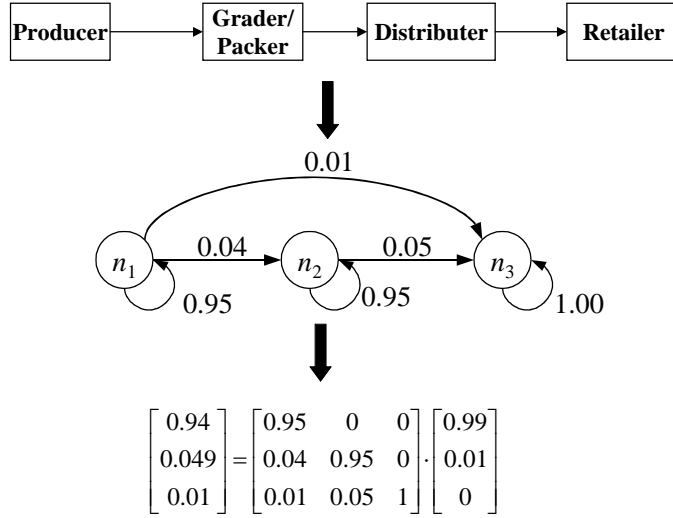 Producer Grader/ Packer Distributer Retailer
0.01
0.04 0.05
n1 n2 n3
0.95 0.95 1.00
[0.94] = [0.95 0 0] · [0.99]
[0.049] [0.04 0.95 0] [0.01]
[0.01] [0.01 0.05 1] [0]